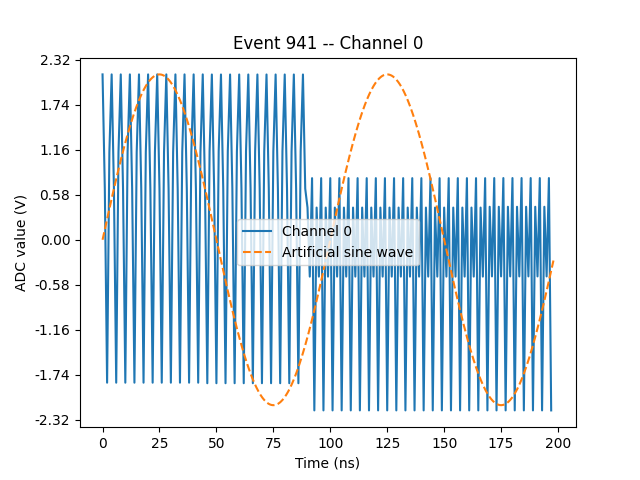 Event 941 -- Channel 0
ADC value (V)
2.32
1.74
1.16
0.58
0.00
-0.58
-1.16
-1.74
-2.32
Channel 0
Artificial sine wave
0 25 50 75 100 125 150 175 200
Time (ns)